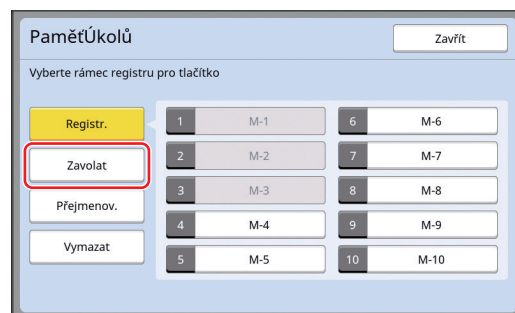 PaměťÚkolů
Zavřít
Vyberte rámec registru pro tlačítko
Registr.
Zavolat
Přejmenov.
Vymazat
1 M-1
2 M-2
3 M-3
4 M-4
5 M-5
6 M-6
7 M-7
8 M-8
9 M-9
10 M-10